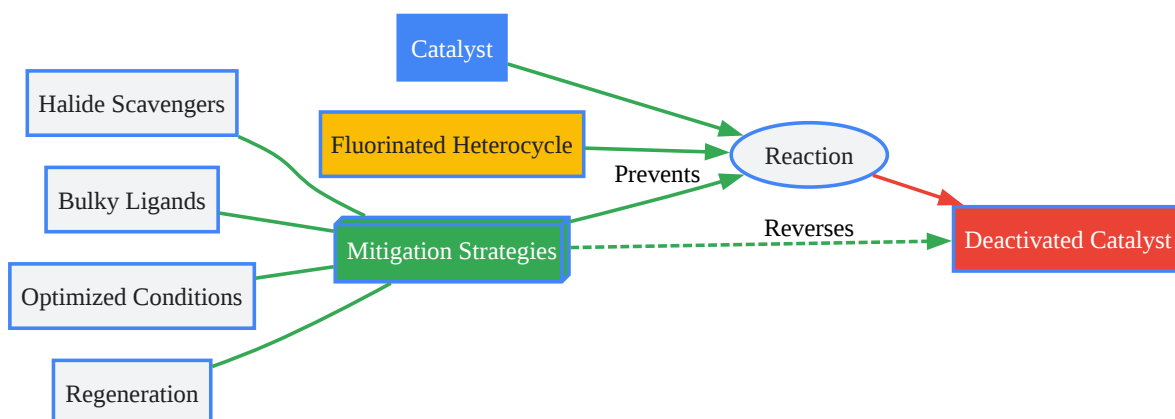 Catalyst
Halide Scavengers
Fluorinated Heterocycle
Reaction
Prevents
Bulky Ligands
Reverses
Deactivated Catalyst
Mitigation Strategies
Optimized Conditions
Regeneration